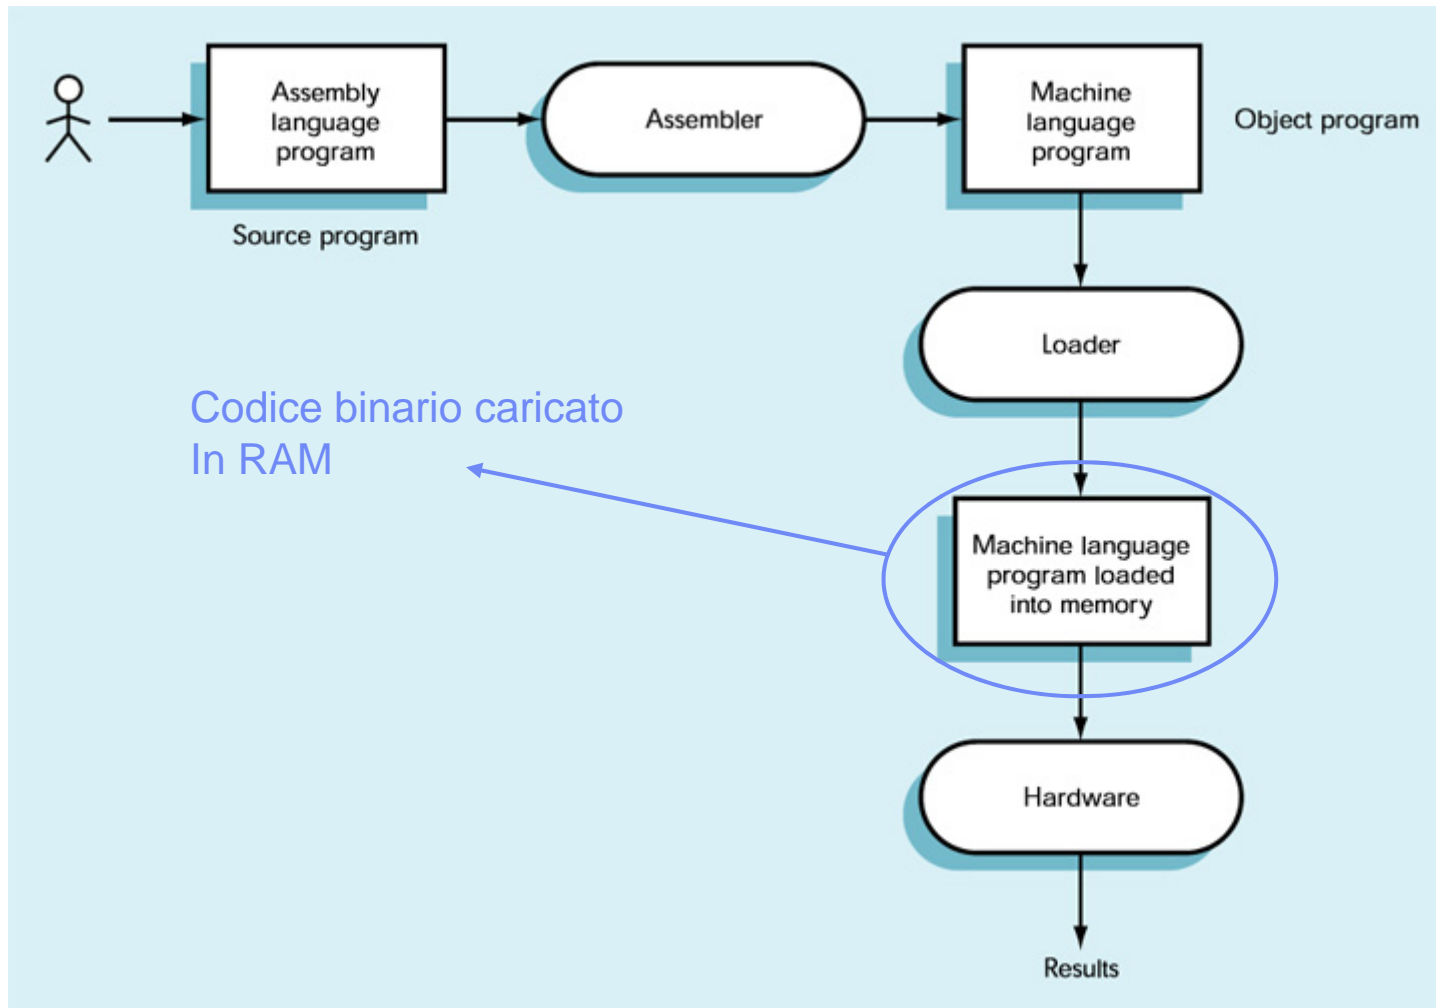 Assembly
language
program
Assembler
Machine
language
program
Object program
Source program
Loader
Codice binario caricato
In RAM
Machine language
program loaded
into memory
Hardware
Results